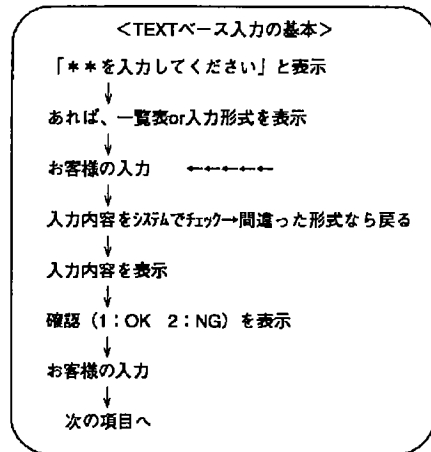 <TEXTベース入力の基本>
「＊＊を入力してください」と表示
↓
あれば、一覧表or入力形式を表示
↓
お客様の入力 ←←←←←
↓
入力内容をｼｽﾃﾑでﾁｪｯｸ→間違った形式なら戻る
↓
入力内容を表示
↓
確認（1：OK 2：NG）を表示
↓
お客様の入力
↓
次の項目へ